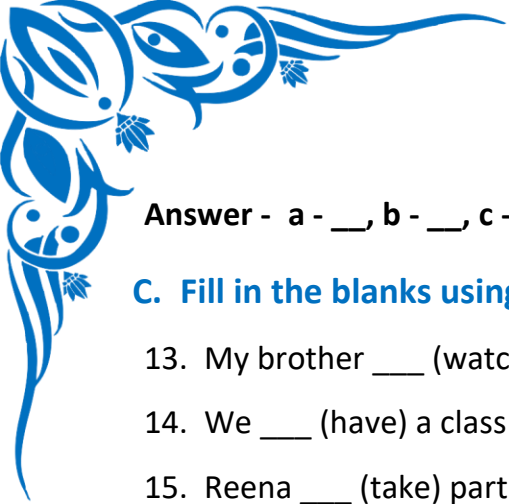 Answer - a - __, b - __, c -
C. Fill in the blanks using
13. My brother ___ (watc
14. We ___ (have) a class
15. Reena ___ (take) part